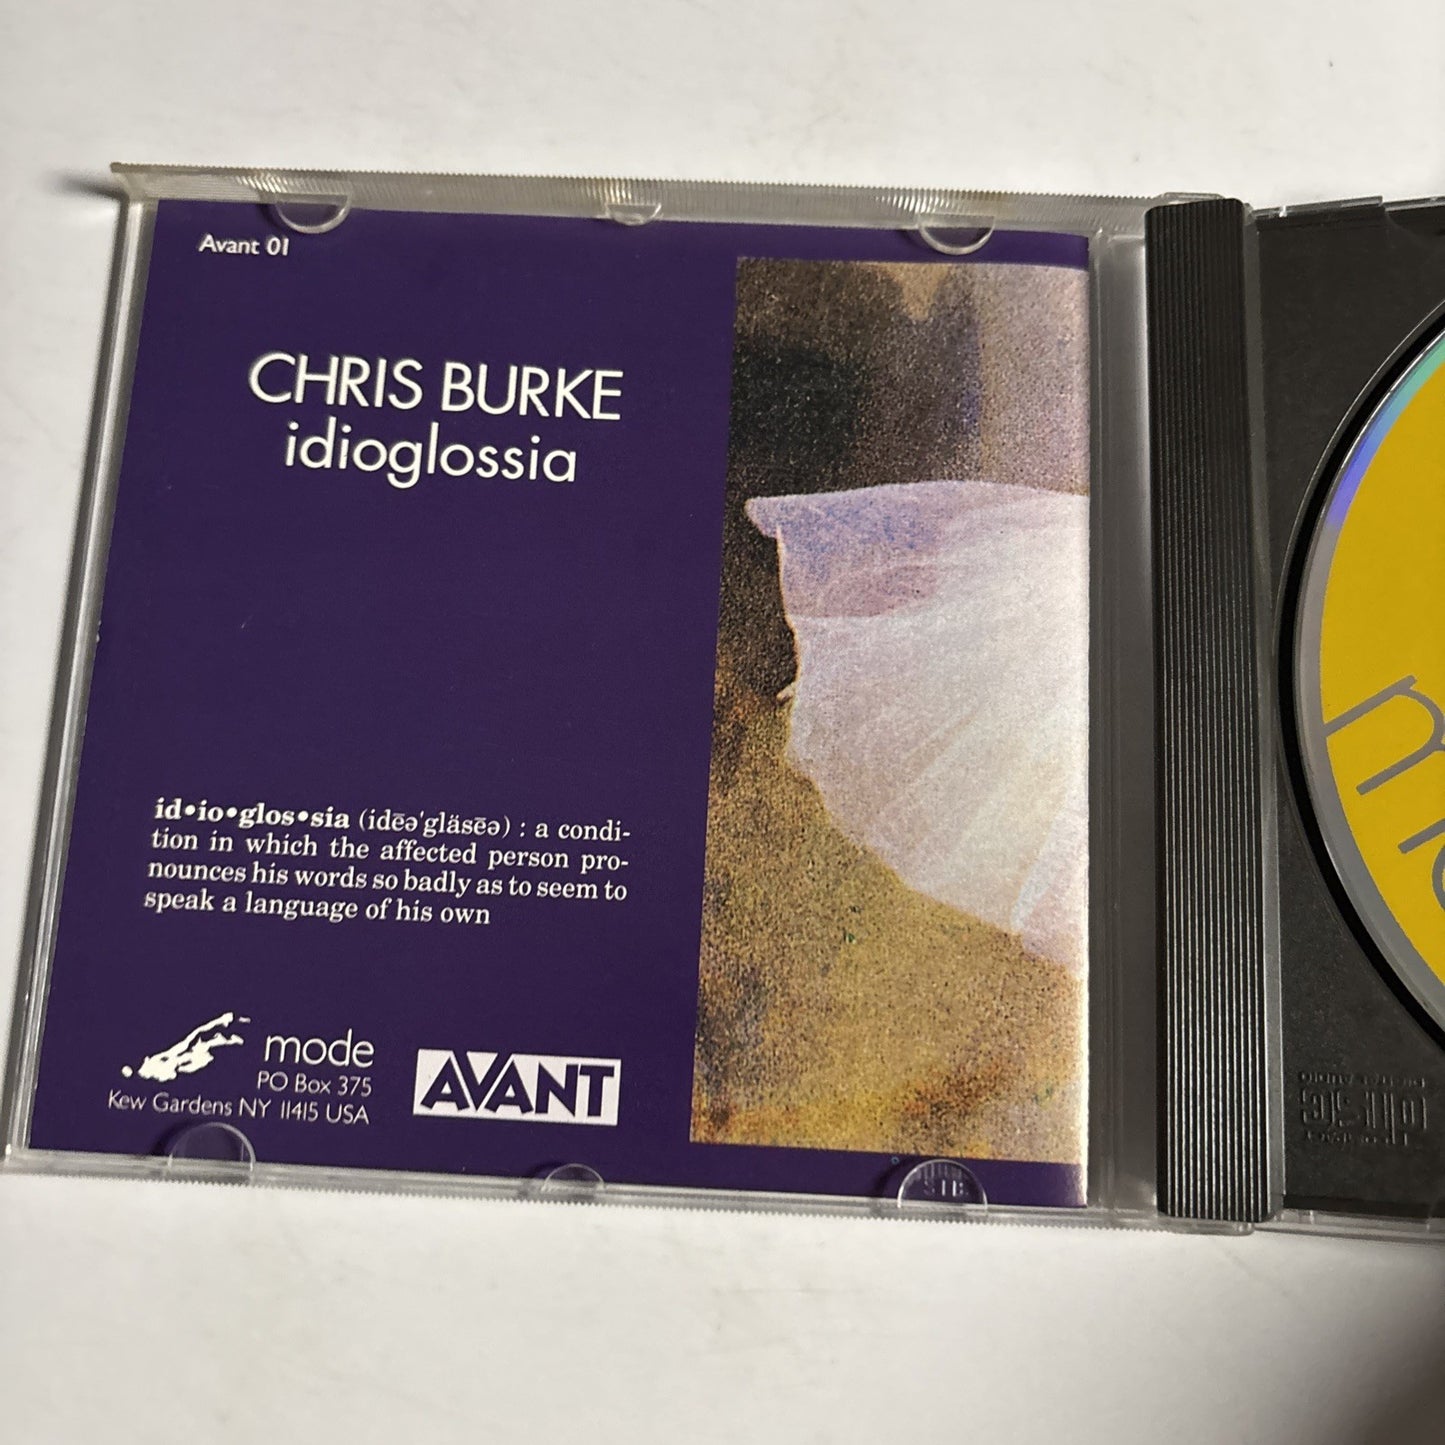 Avant 01
CHRIS BURKE
idioglossia
id•io•glos•sia (idēə'gläsēə) : a condi-
tion in which the affected person pro-
nounces his words so badly as to seem to
speak a language of his own
mode
PO Box 375
Kew Gardens NY 11415 USA
AVANT